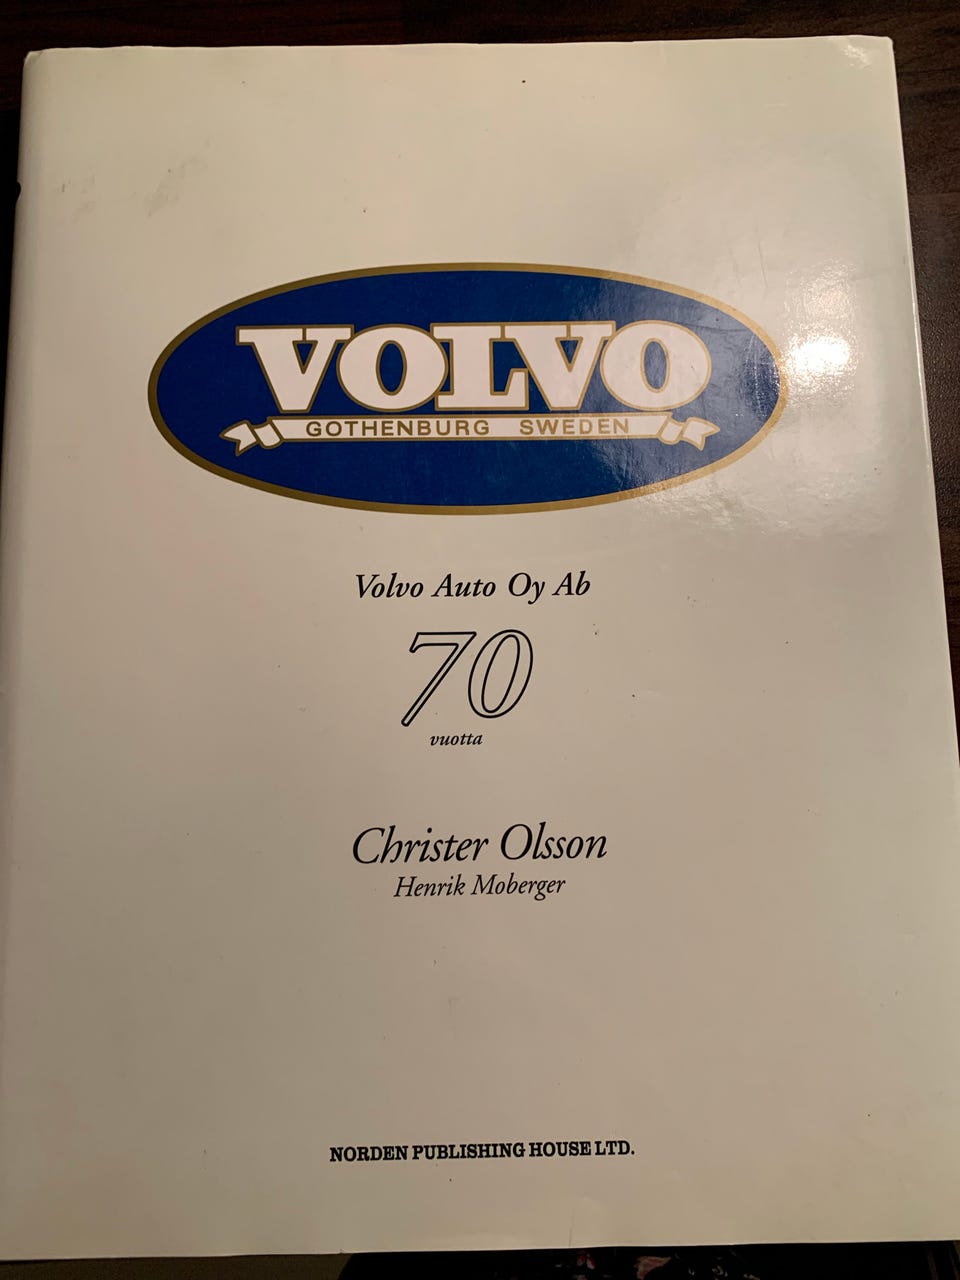 VOLVO
GOTHENBURG SWEDEN
Volvo Auto Oy Ab
70
vuotta
Christer Olsson
Henrik Moberger
NORDEN PUBLISHING HOUSE LTD.